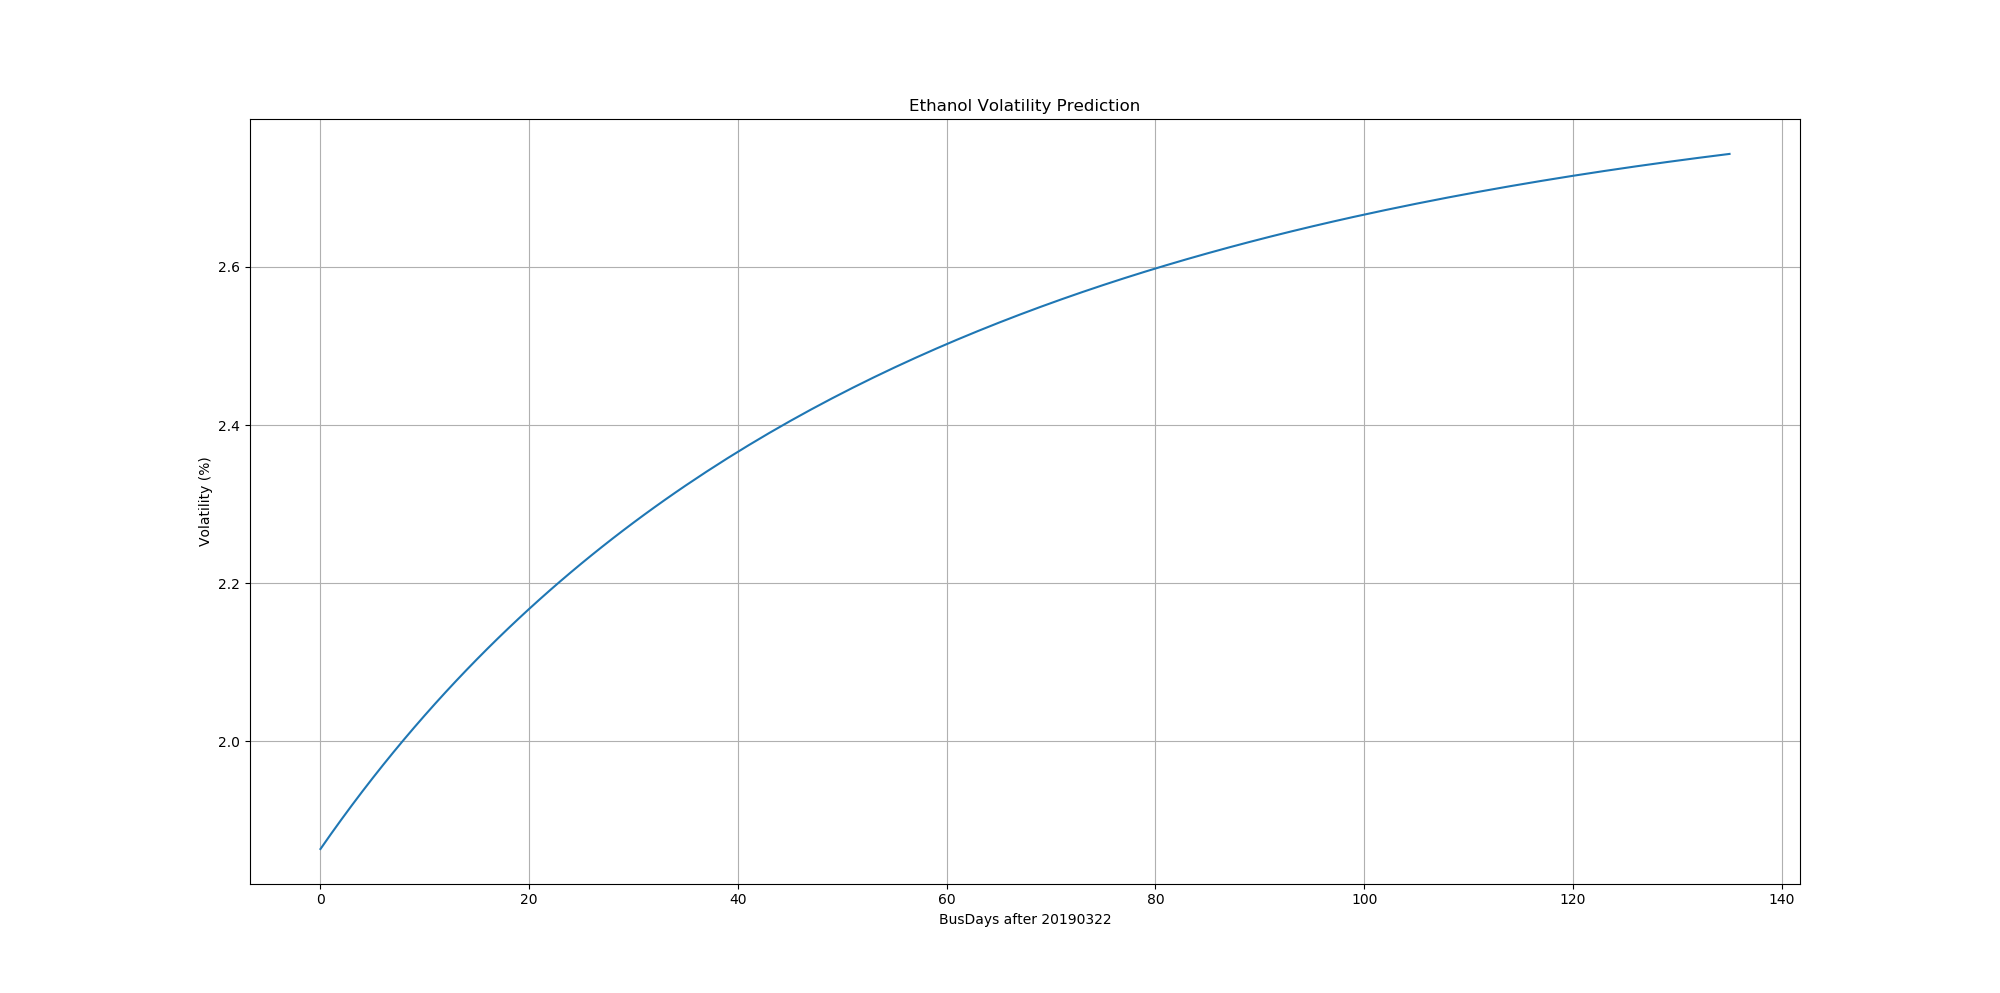 Ethanol Volatility Prediction
Volatility (%)
2.6
2.4
2.2
2.0
0 20 40 60 80 100 120 140
BusDays after 20190322